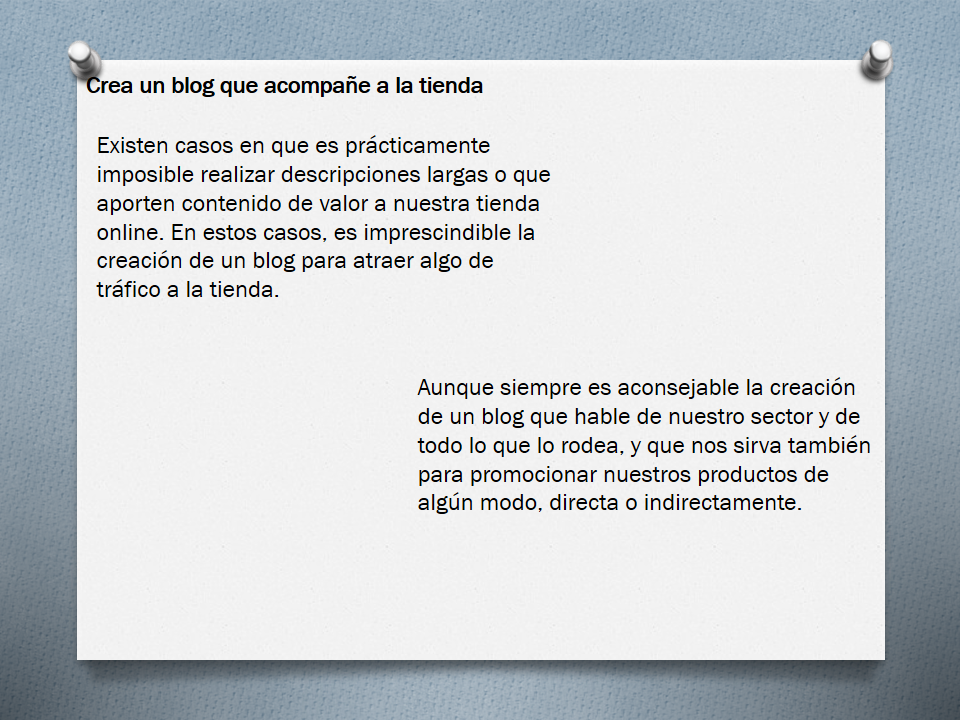 Crea un blog que acompañe a la tienda
Existen casos en que es prácticamente
imposible realizar descripciones largas o que
aporten contenido de valor a nuestra tienda
online. En estos casos, es imprescindible la
creación de un blog para atraer algo de
tráfico a la tienda.
Aunque siempre es aconsejable la creación
de un blog que hable de nuestro sector y de
todo lo que lo rodea, y que nos sirva también
para promocionar nuestros productos de
algún modo, directa o indirectamente.